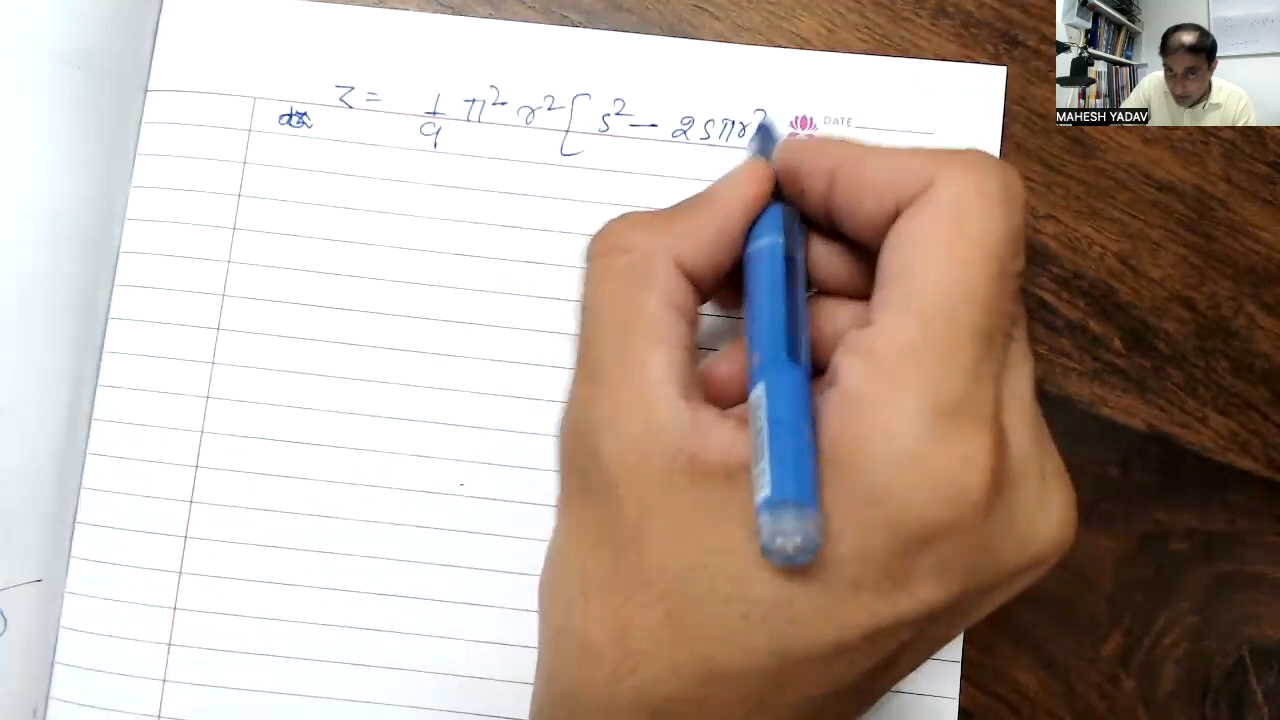 z = 1/9 π² r² [ s² - 2sπr²
DATE
MAHESH YADAV